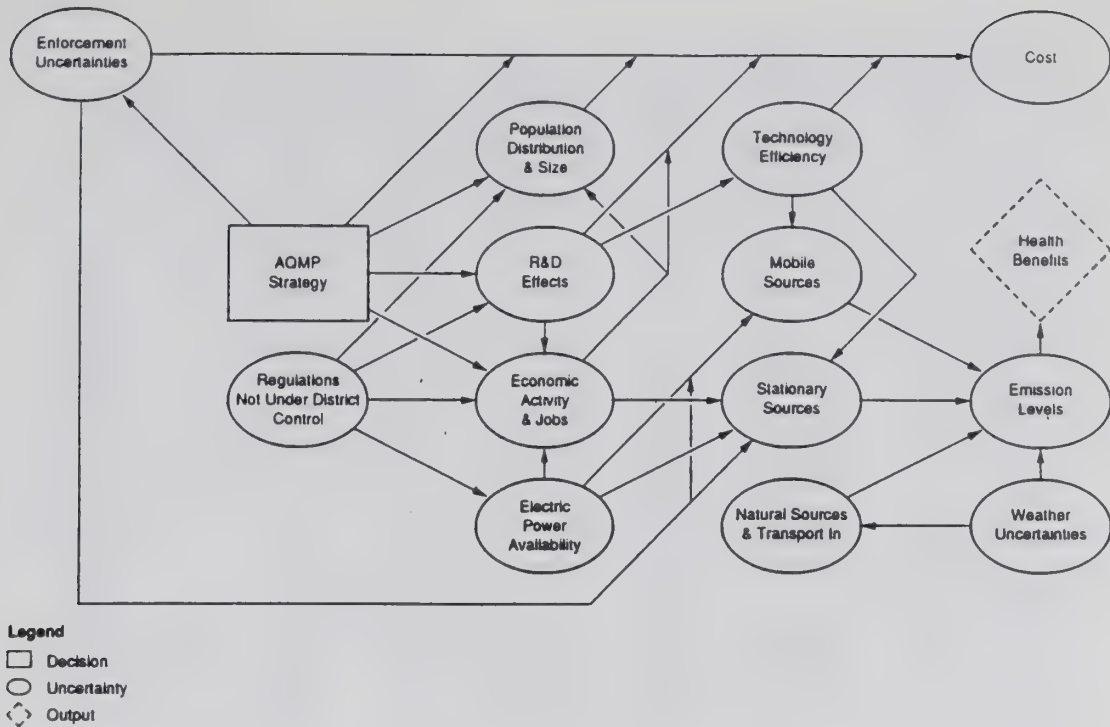 Enforcement
Uncertainties
Cost
Population
Distribution
& Size
Technology
Efficiency
AQMP
Strategy
R&D
Effects
Mobile
Sources
Health
Benefits
Regulations
Not Under District
Control
Economic
Activity
& Jobs
Stationary
Sources
Emission
Levels
Electric
Power
Availability
Natural Sources
& Transport In
Weather
Uncertainties
Legend
Decision
Uncertainty
Output